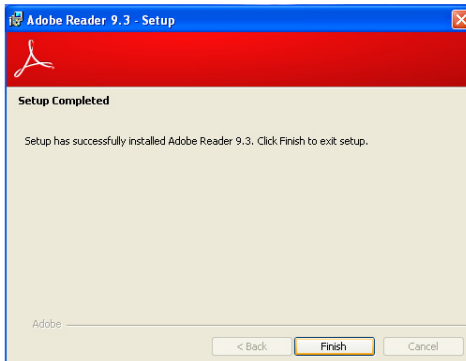 Adobe Reader 9.3 - Setup
Setup Completed
Setup has successfully installed Adobe Reader 9.3. Click Finish to exit setup.
Adobe
< Back
Finish
Cancel